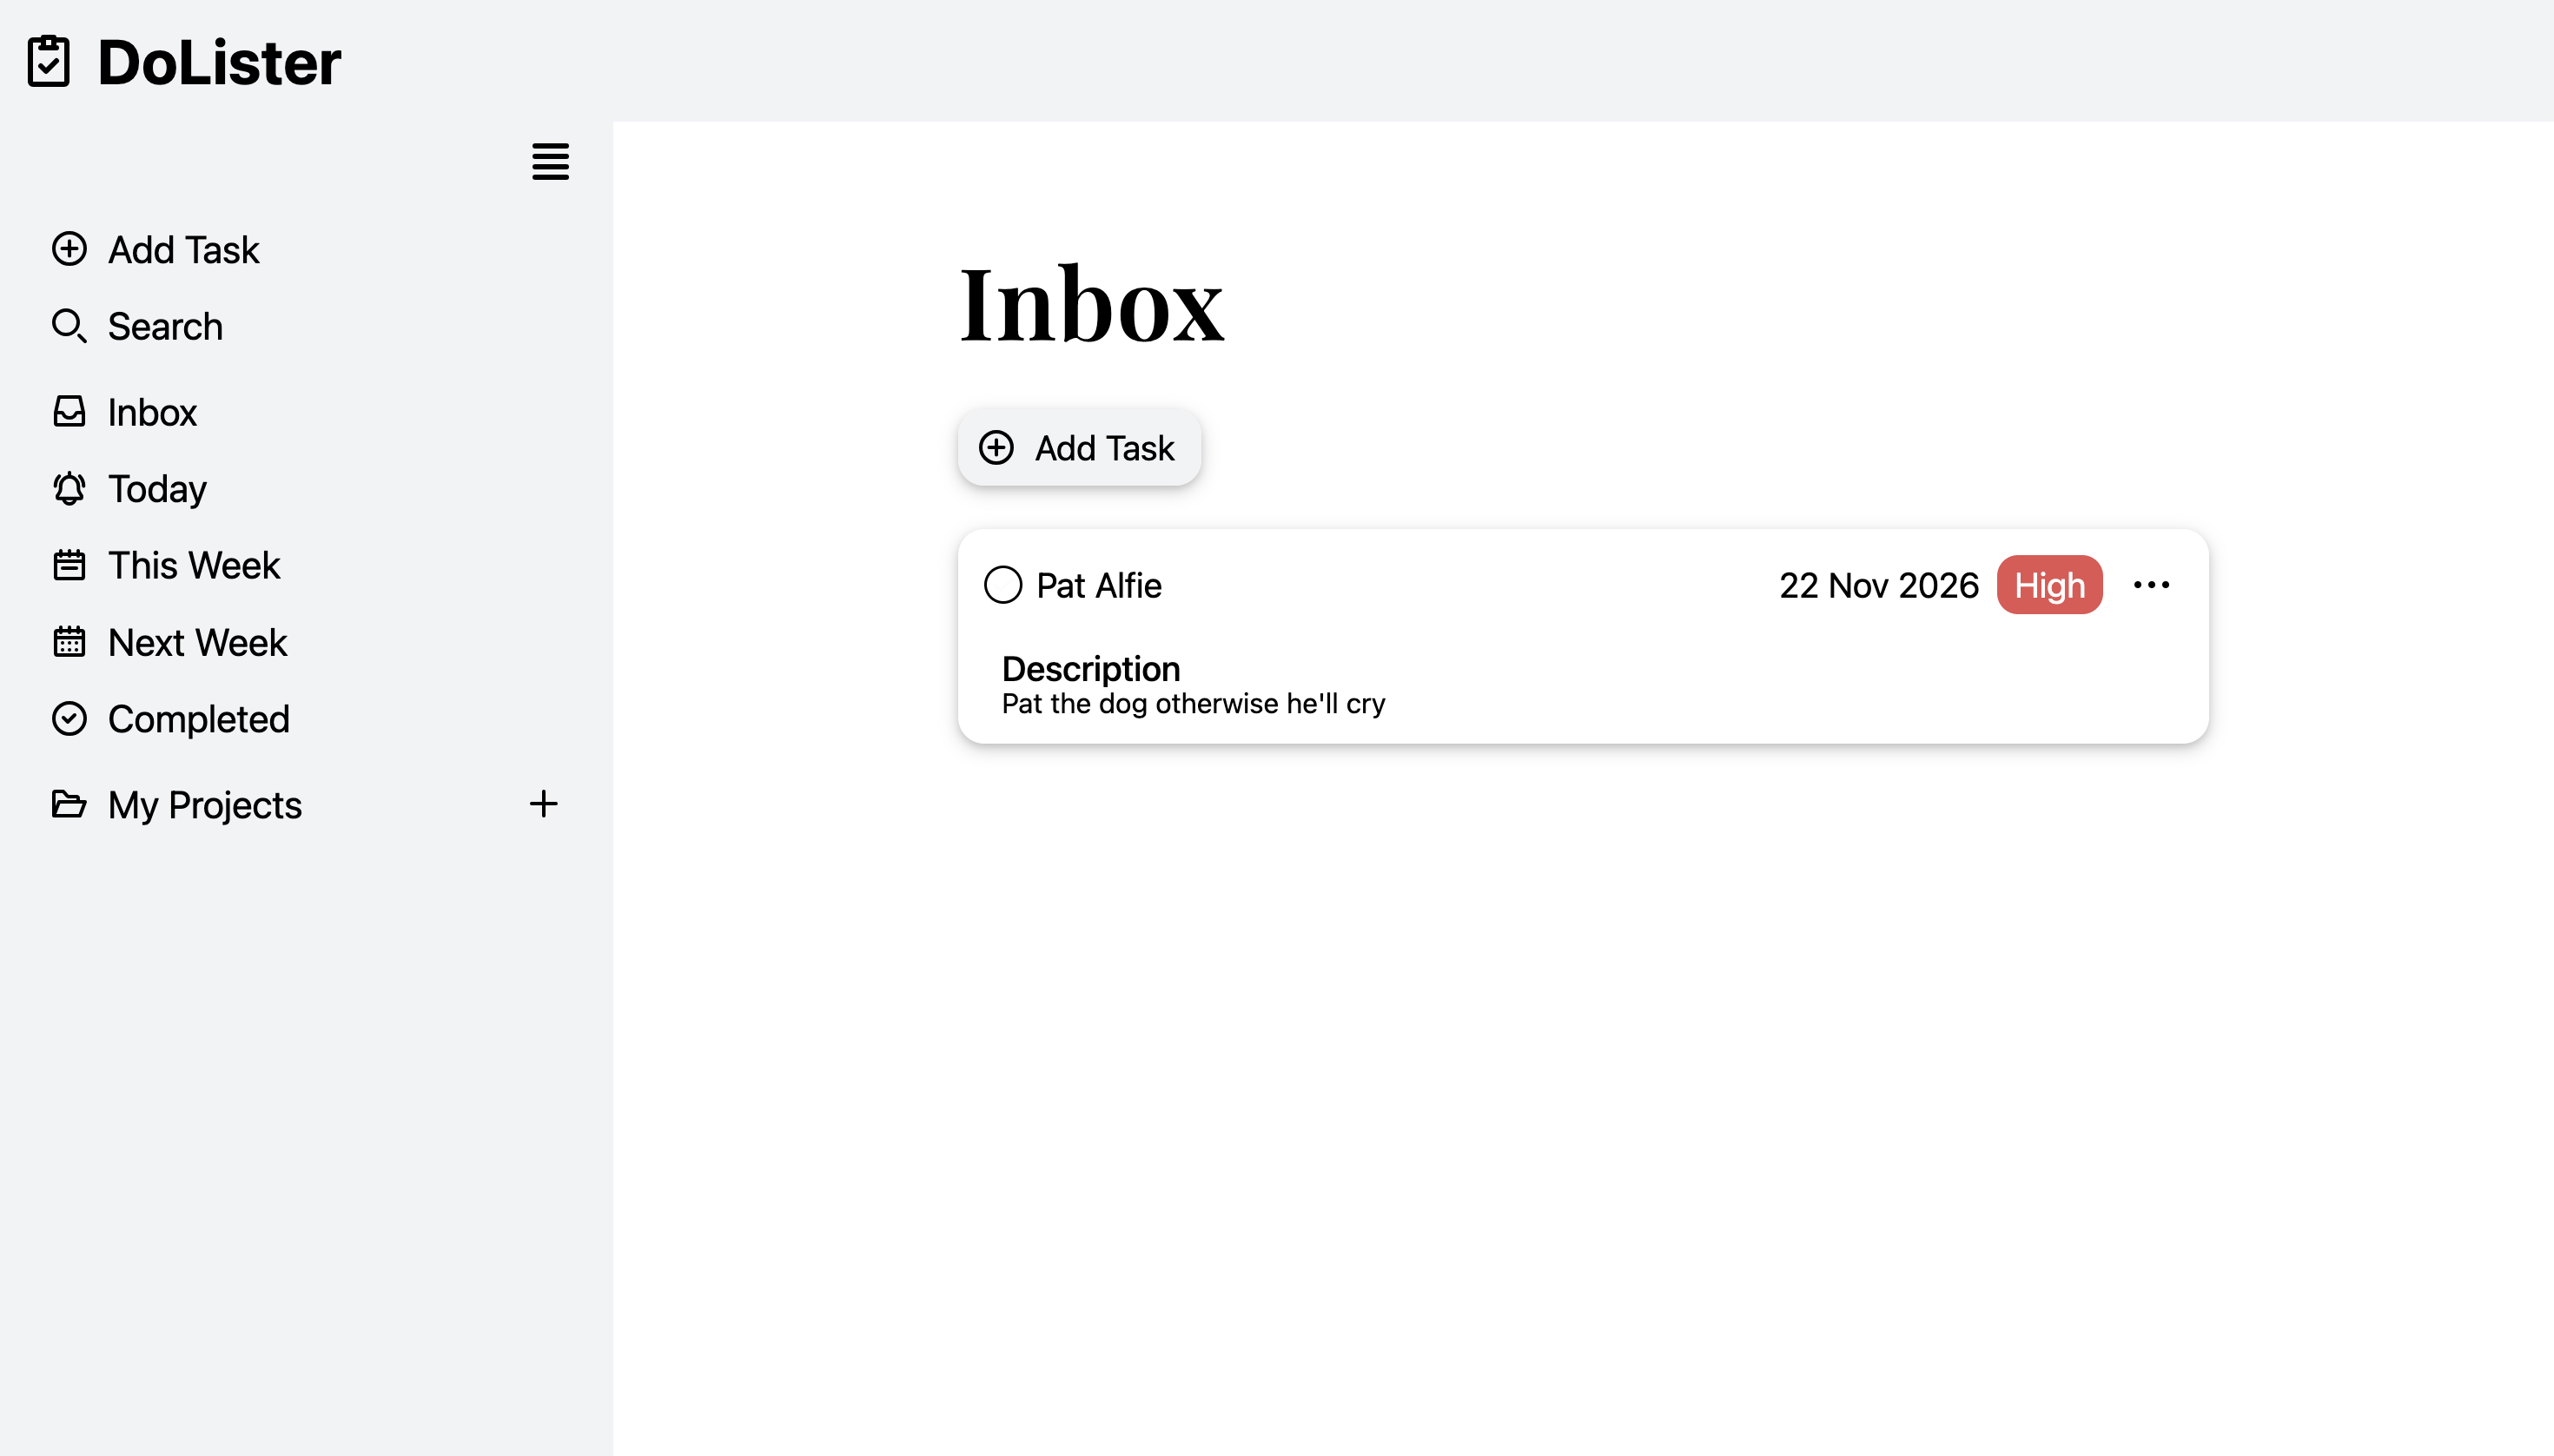 DoLister
Add Task
Search
Inbox
Today
This Week
Next Week
Completed
My Projects
Inbox
Add Task
Pat Alfie 22 Nov 2026 High
Description
Pat the dog otherwise he'll cry